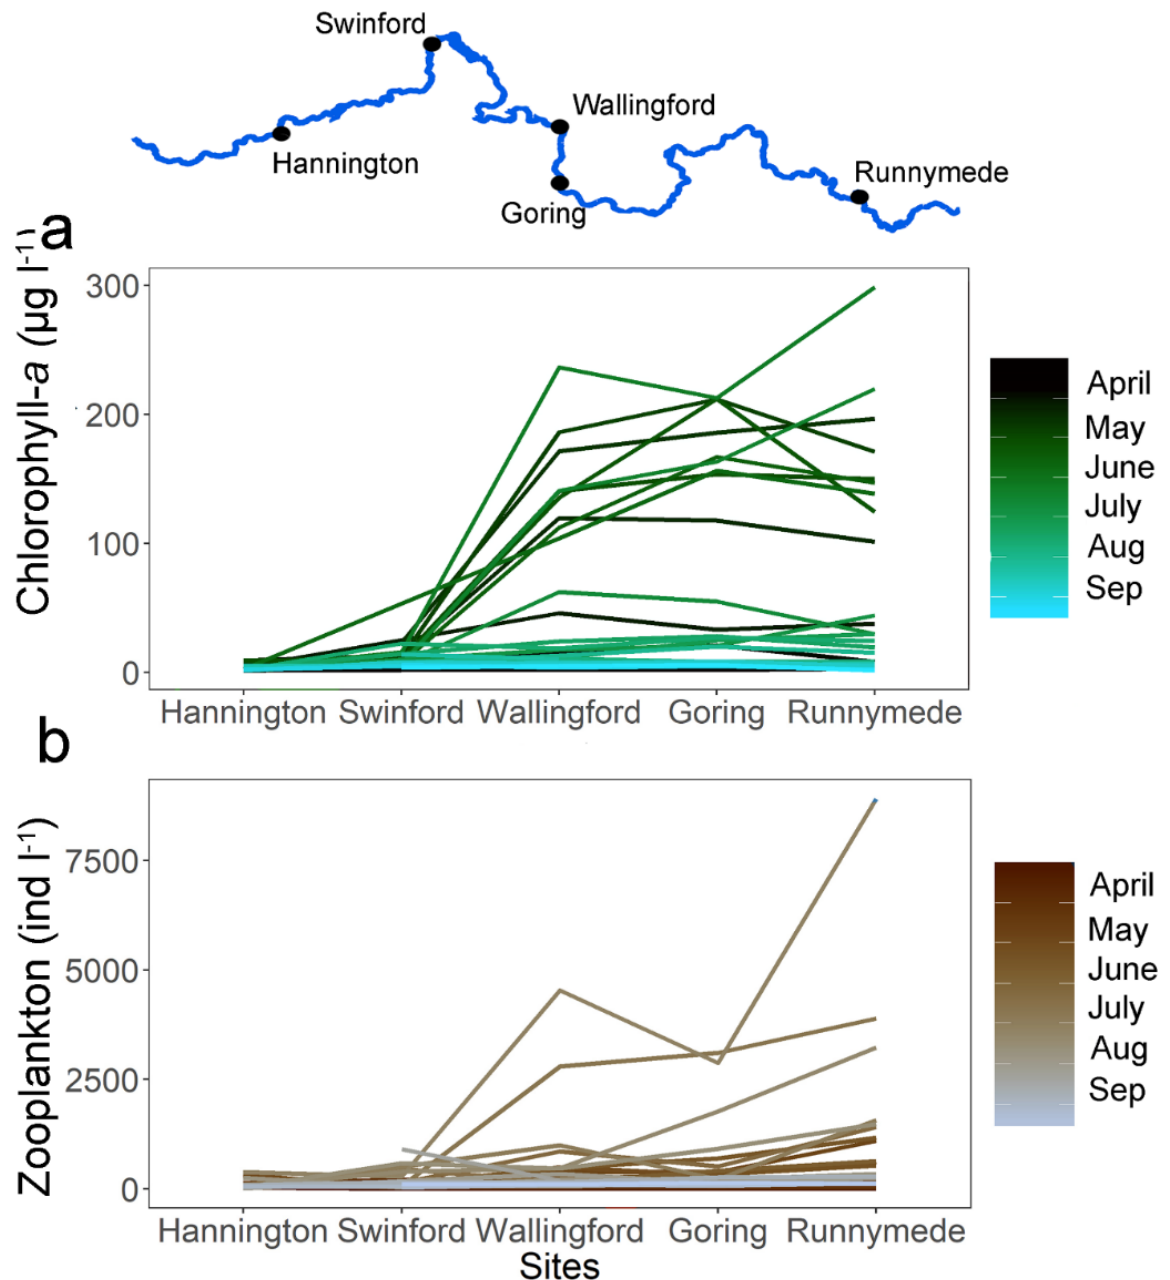 Swinford
Wallingford
Hannington
Runnymede
Goring
a
Chlorophyll-a (µg l-1)
300
200
100
0
April
May
June
July
Aug
Sep
Hannington Swinford Wallingford Goring Runnymede
b
Zooplankton (ind l-1)
7500
5000
2500
0
April
May
June
July
Aug
Sep
Hannington Swinford Wallingford Goring Runnymede
Sites